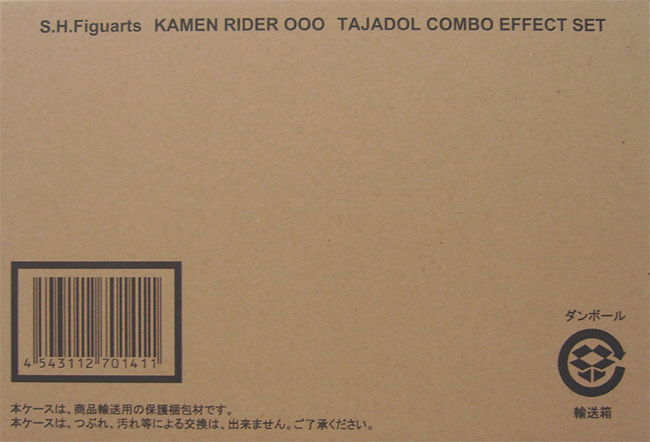 S.H.Figuarts KAMEN RIDER OOO TAJADOL COMBO EFFECT SET
4 543112 701411
ダンボール
輸送箱
本ケースは、商品輸送用の保護梱包材です。
本ケースは、つぶれ、汚れ等による交換は、出来ません。ご了承ください。